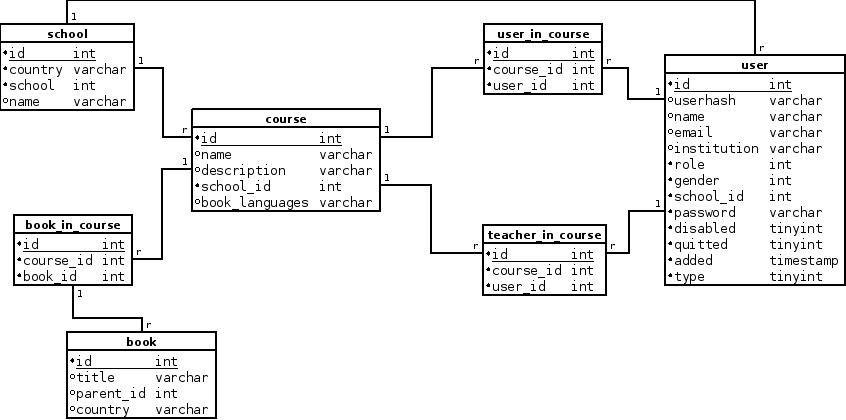 1
school
id int
country varchar
school int
name varchar
1
r
course
id int
name varchar
description varchar
school_id int
book_languages varchar
1
1
1
user_in_course
id int
course_id int
user_id int
r
r
r
1
user
id int
userhash varchar
name varchar
email varchar
institution varchar
role int
gender int
school_id int
password varchar
disabled tinyint
quitted tinyint
added timestamp
type tinyint
1
teacher_in_course
id int
course_id int
user_id int
r
r
book_in_course
id int
course_id int
book_id int
r
1
r
book
id int
title varchar
parent_id int
country varchar